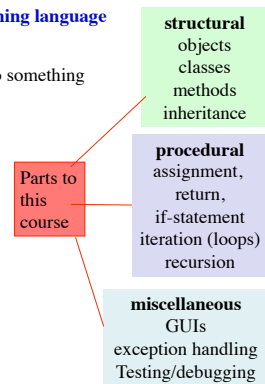 ning language
o something
structural
objects
classes
methods
inheritance
Parts to
this
course
procedural
assignment,
return,
if-statement
iteration (loops)
recursion
miscellaneous
GUIs
exception handling
Testing/debugging